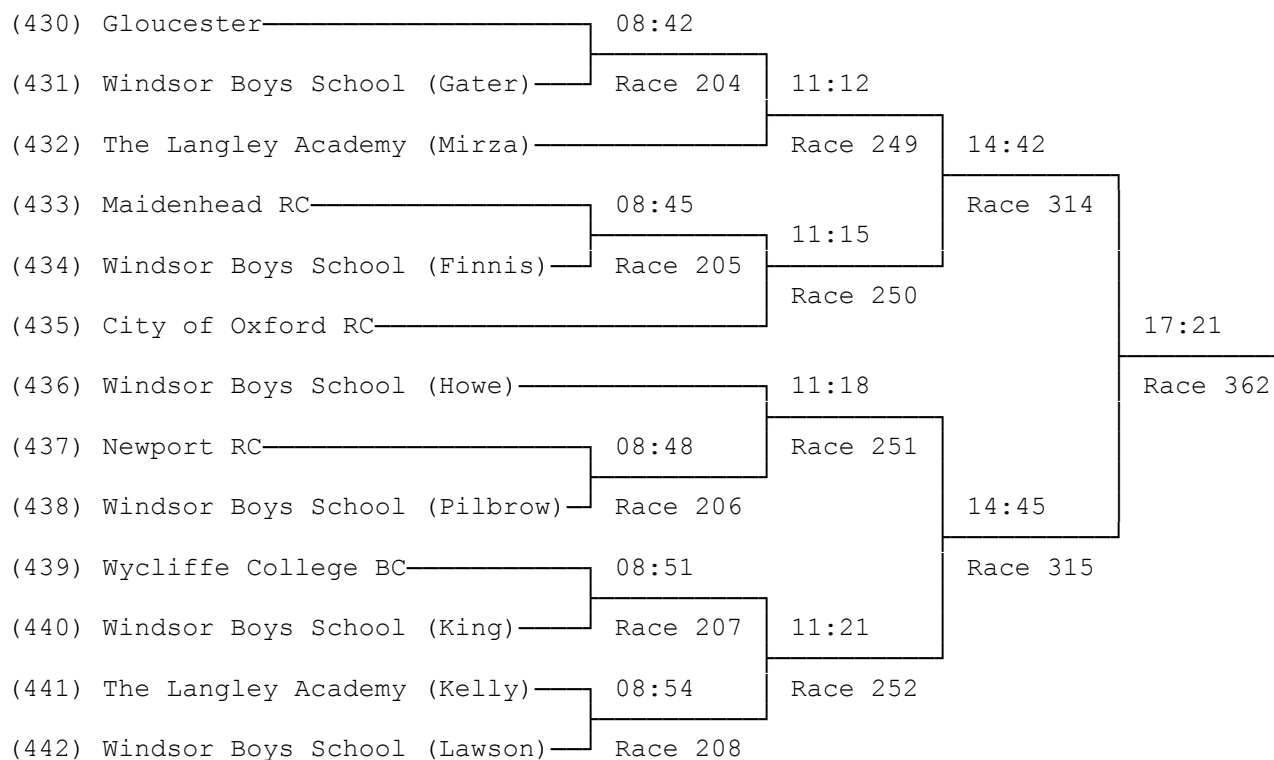 (430) Gloucester 08:42
(431) Windsor Boys School (Gater) Race 204 11:12
(432) The Langley Academy (Mirza) Race 249 14:42
(433) Maidenhead RC 08:45 Race 314
11:15
(434) Windsor Boys School (Finnis) Race 205
Race 250
(435) City of Oxford RC 17:21
(436) Windsor Boys School (Howe) 11:18 Race 362
(437) Newport RC 08:48 Race 251
(438) Windsor Boys School (Pilbrow) Race 206 14:45
(439) Wycliffe College BC 08:51 Race 315
(440) Windsor Boys School (King) Race 207 11:21
(441) The Langley Academy (Kelly) 08:54 Race 252
(442) Windsor Boys School (Lawson) Race 208